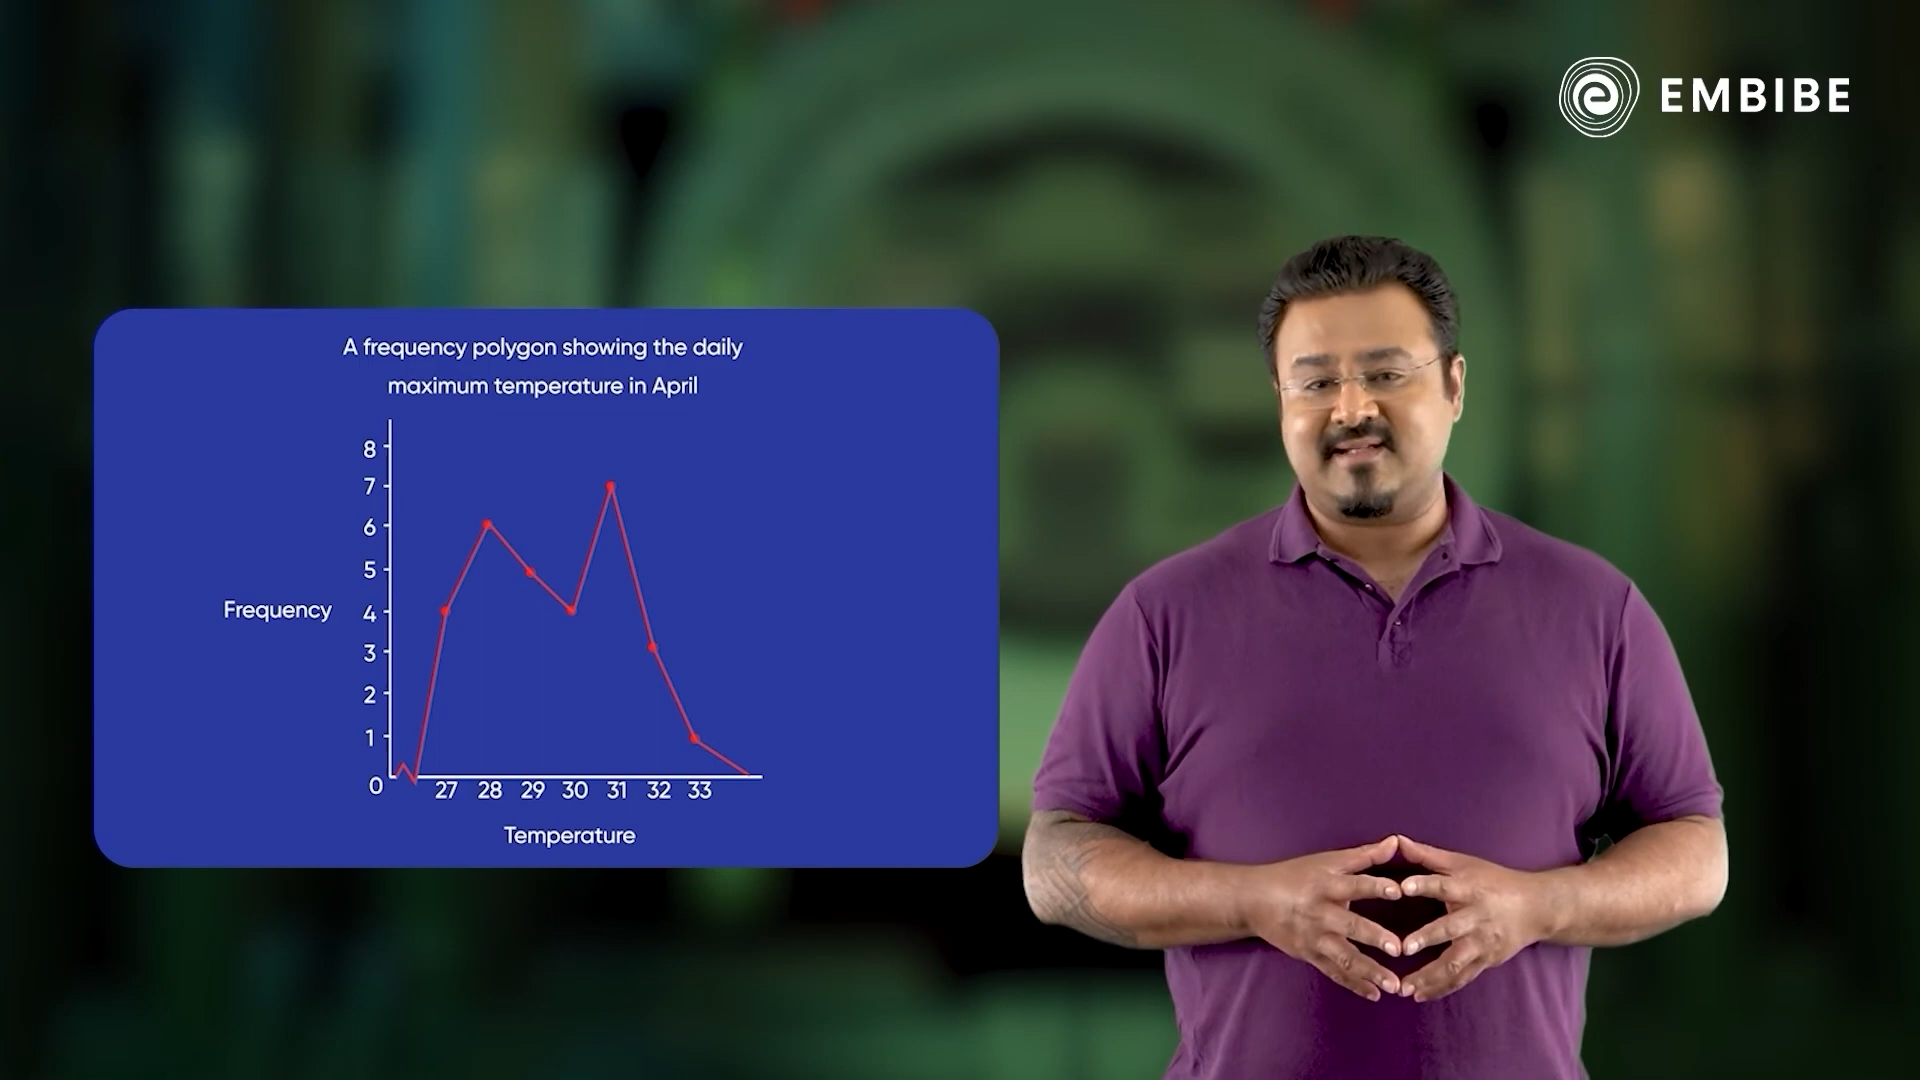 EMBIBE
A frequency polygon showing the daily
maximum temperature in April
8
7
6
5
Frequency
4
3
2
1
0
27 28 29 30 31 32 33
Temperature